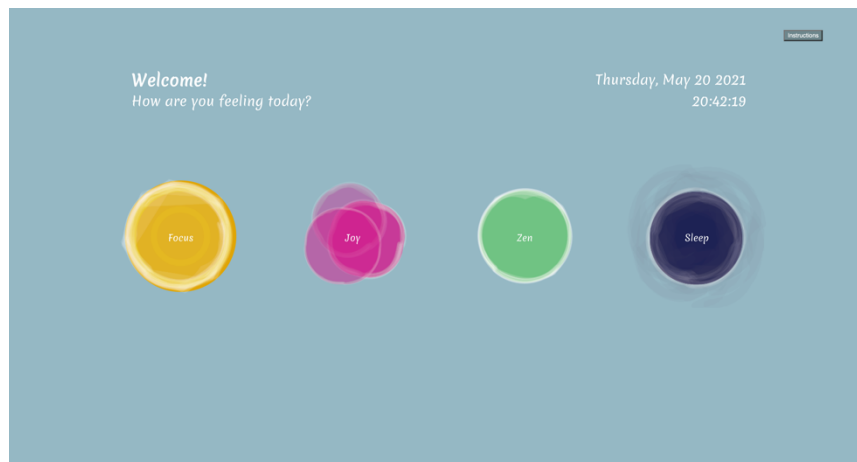 Instructions
Welcome!
How are you feeling today?
Thursday, May 20 2021
20:42:19
Focus
Joy
Zen
Sleep